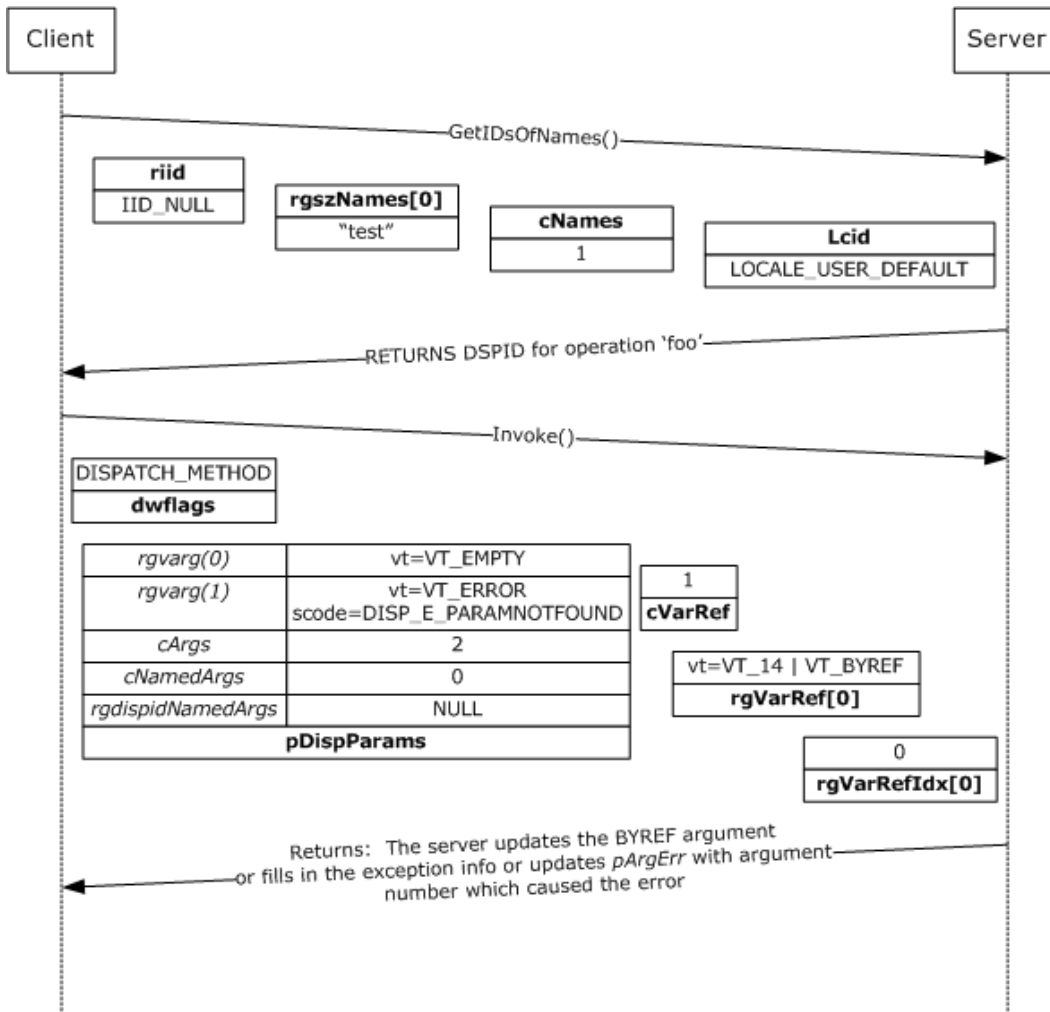 Client
Server
GetIDsOfNames()
riid
IID_NULL
rgszNames[0]
“test”
cNames
1
Lcid
LOCALE_USER_DEFAULT
RETURNS DSPID for operation ‘foo’
Invoke()
DISPATCH_METHOD
dwflags
rgvarg(0)
vt=VT_EMPTY
rgvarg(1)
vt=VT_ERROR
scode=DISP_E_PARAMNOTFOUND
cArgs
2
cNamedArgs
0
rgdispidNamedArgs
NULL
pDispParams
1
cVarRef
vt=VT_14 | VT_BYREF
rgVarRef[0]
0
rgVarRefIdx[0]
Returns: The server updates the BYREF argument
or fills in the exception info or updates pArgErr with argument
number which caused the error